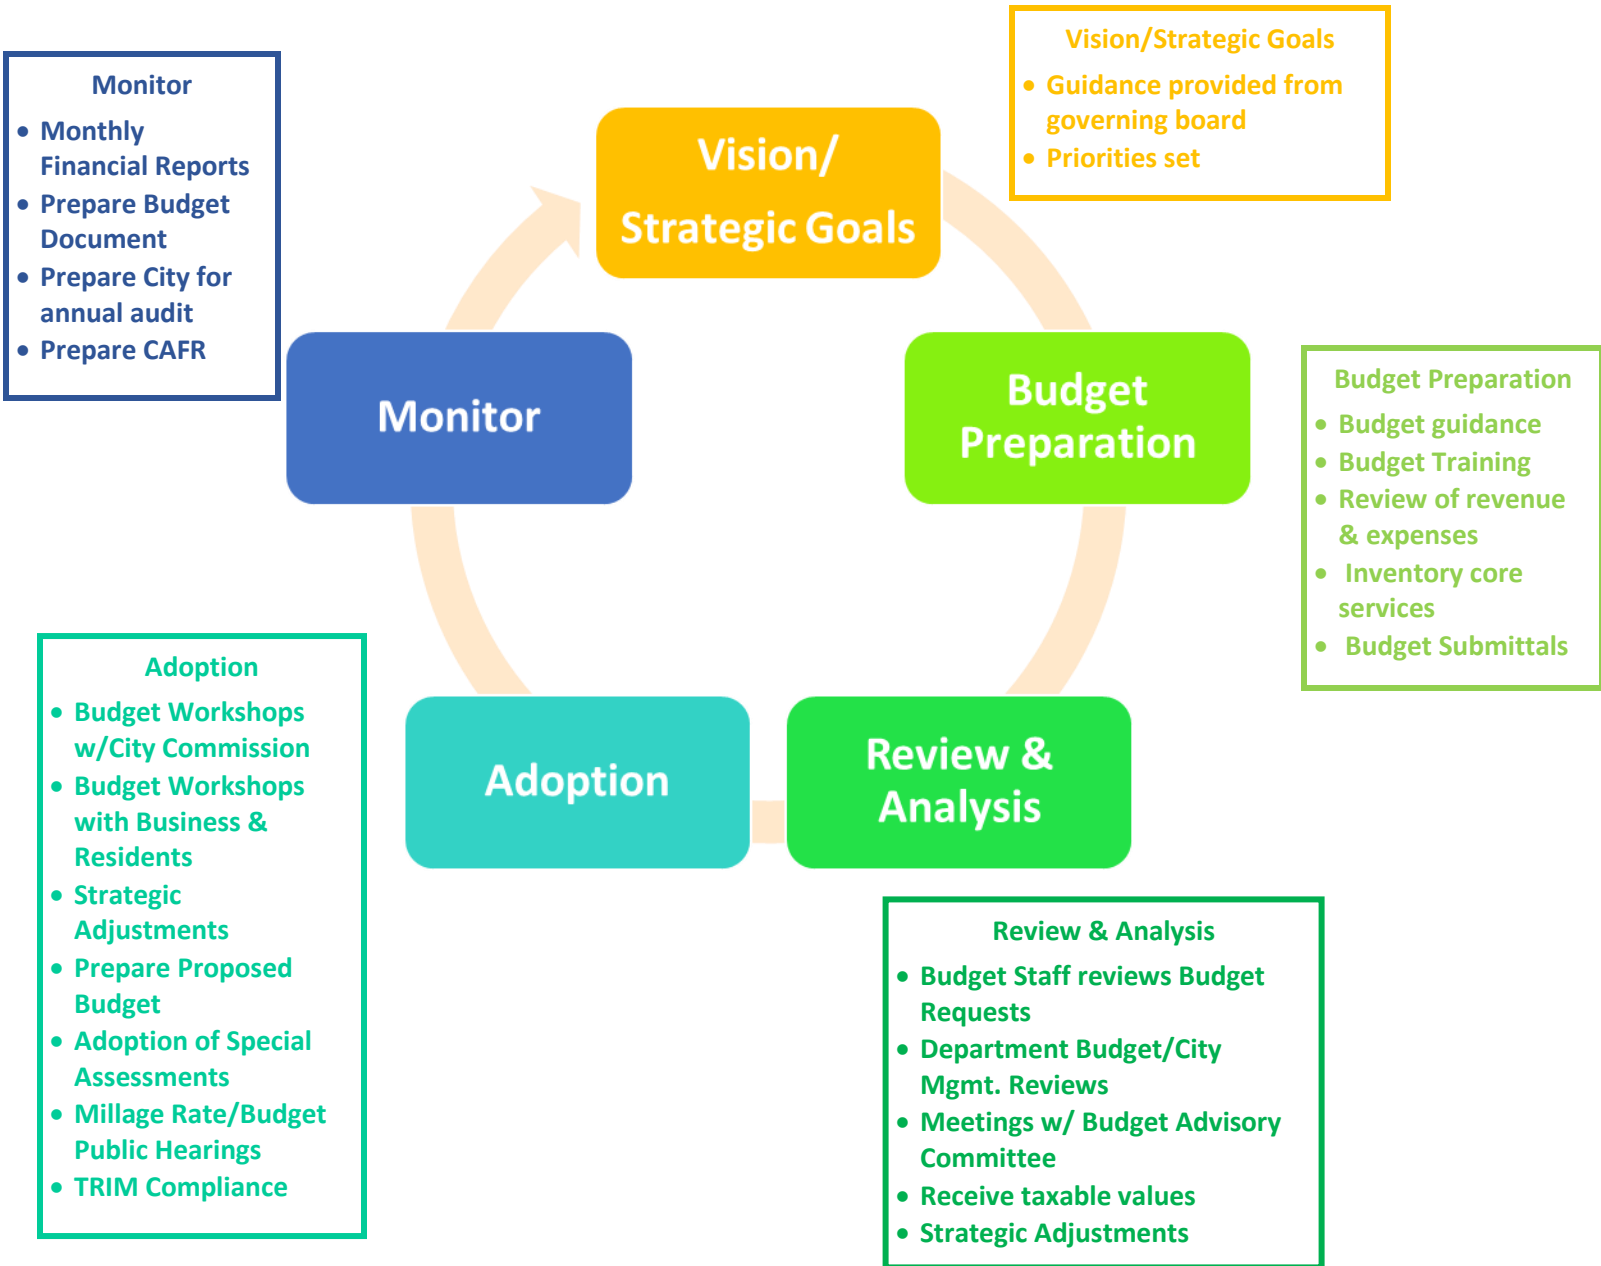 Vision/Strategic Goals
• Guidance provided from
governing board
• Priorities set
Monitor
• Monthly
Financial Reports
• Prepare Budget
Document
• Prepare City for
annual audit
• Prepare CAFR
Vision/
Strategic Goals
Monitor
Budget
Preparation
Budget Preparation
• Budget guidance
• Budget Training
• Review of revenue
& expenses
• Inventory core
services
• Budget Submittals
Adoption
• Budget Workshops
w/City Commission
• Budget Workshops
with Business &
Residents
• Strategic
Adjustments
• Prepare Proposed
Budget
• Adoption of Special
Assessments
• Millage Rate/Budget
Public Hearings
• TRIM Compliance
Adoption
Review &
Analysis
Review & Analysis
• Budget Staff reviews Budget
Requests
• Department Budget/City
Mgmt. Reviews
• Meetings w/ Budget Advisory
Committee
• Receive taxable values
• Strategic Adjustments